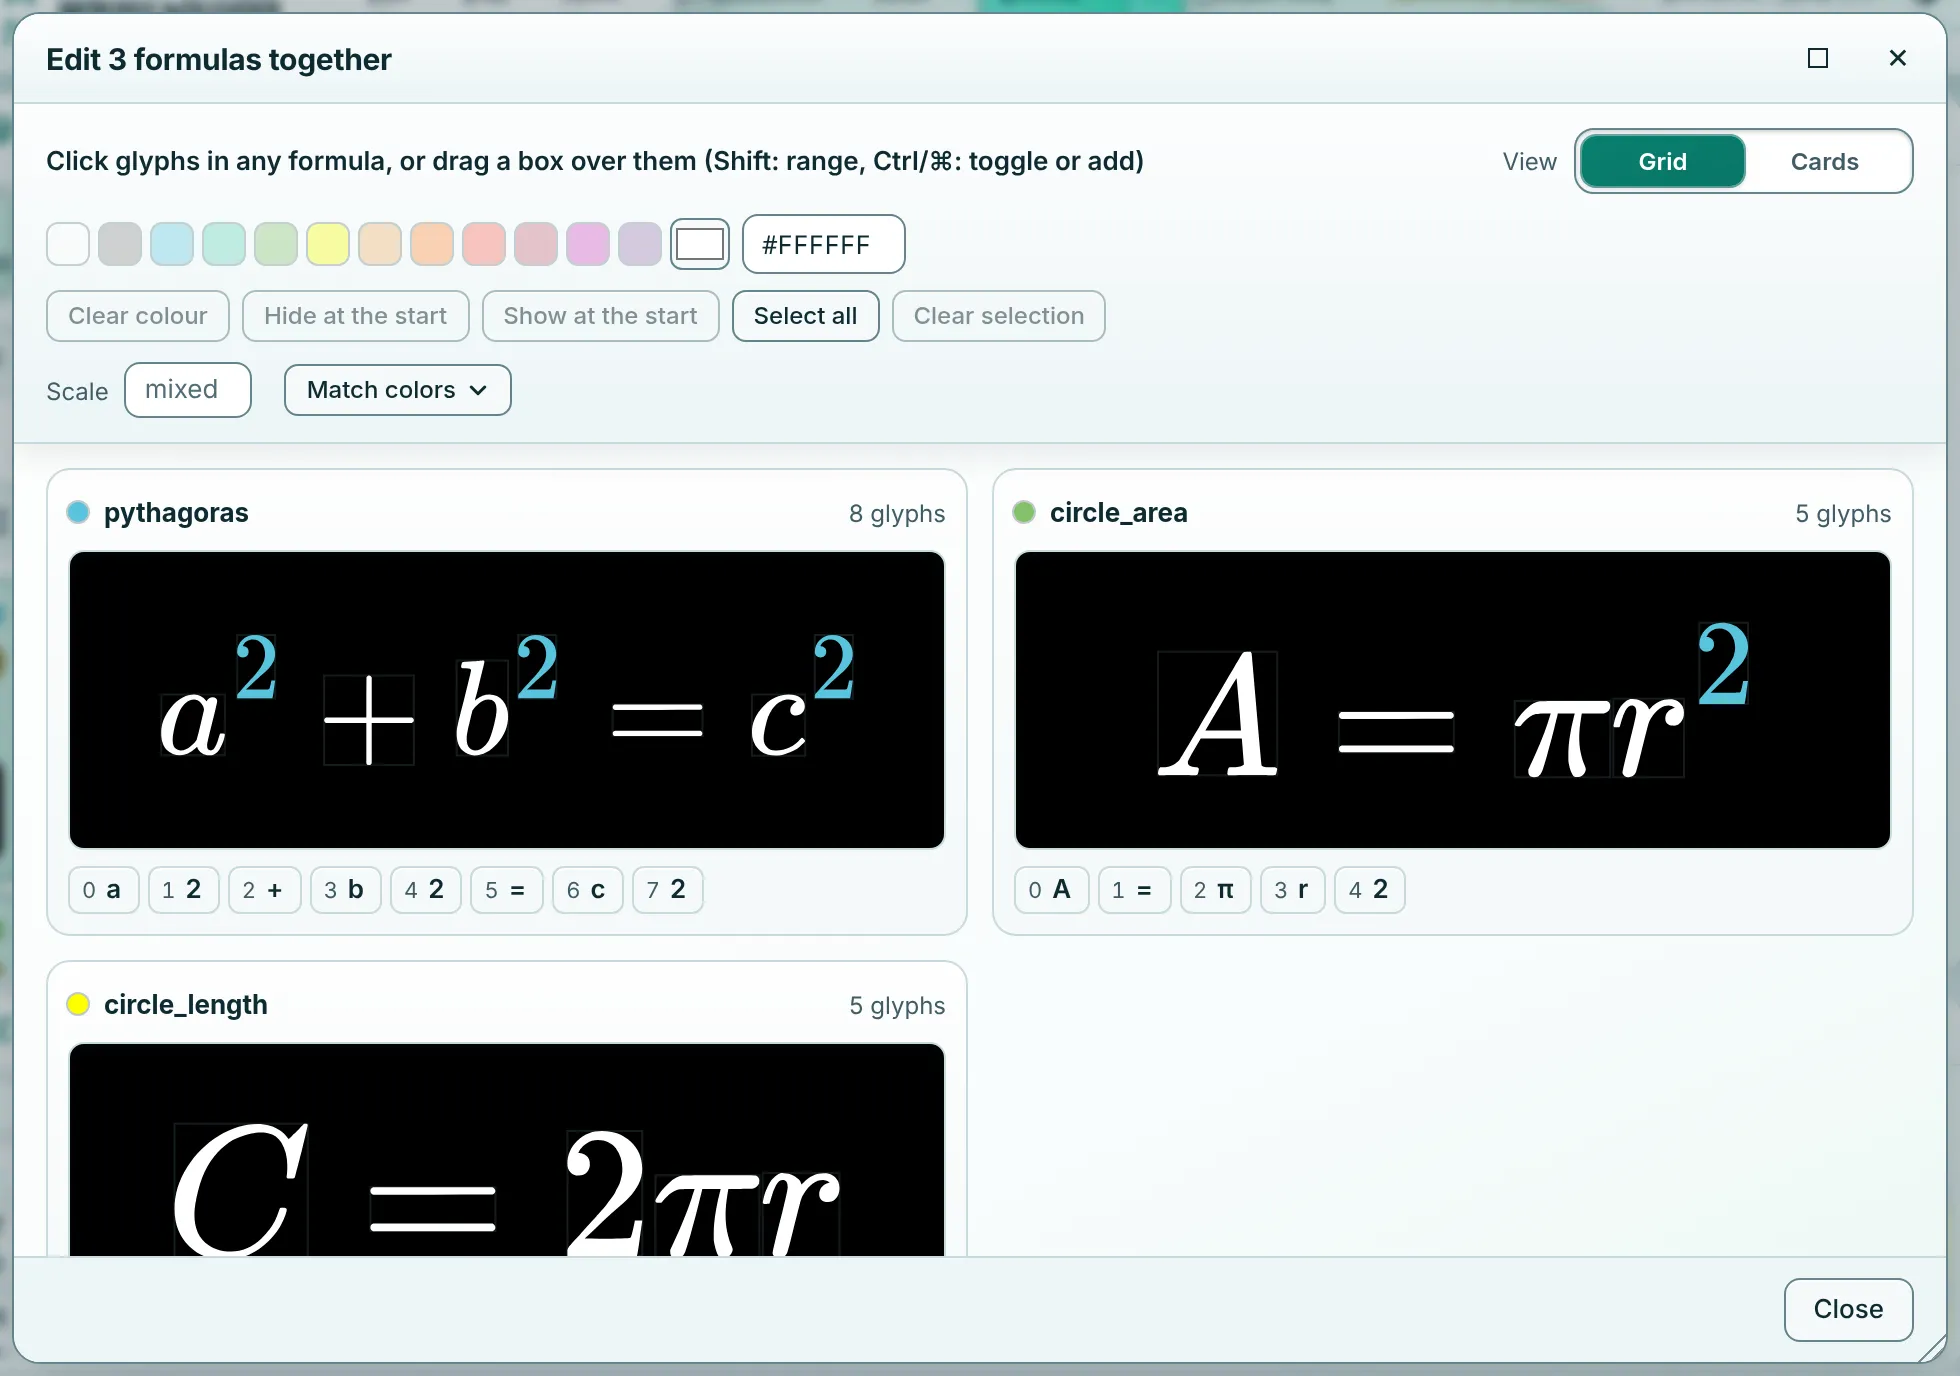 Edit 3 formulas together
Click glyphs in any formula, or drag a box over them (Shift: range, Ctrl/⌘: toggle or add)
View Grid Cards
#FFFFFF
Clear colour Hide at the start Show at the start Select all Clear selection
Scale mixed Match colors
pythagoras 8 glyphs
a² + b² = c²
0 a 1 2 2 + 3 b 4 2 5 = 6 c 7 2
circle_area 5 glyphs
A = πr²
0 A 1 = 2 π 3 r 4 2
circle_length 5 glyphs
C = 2πr
Close